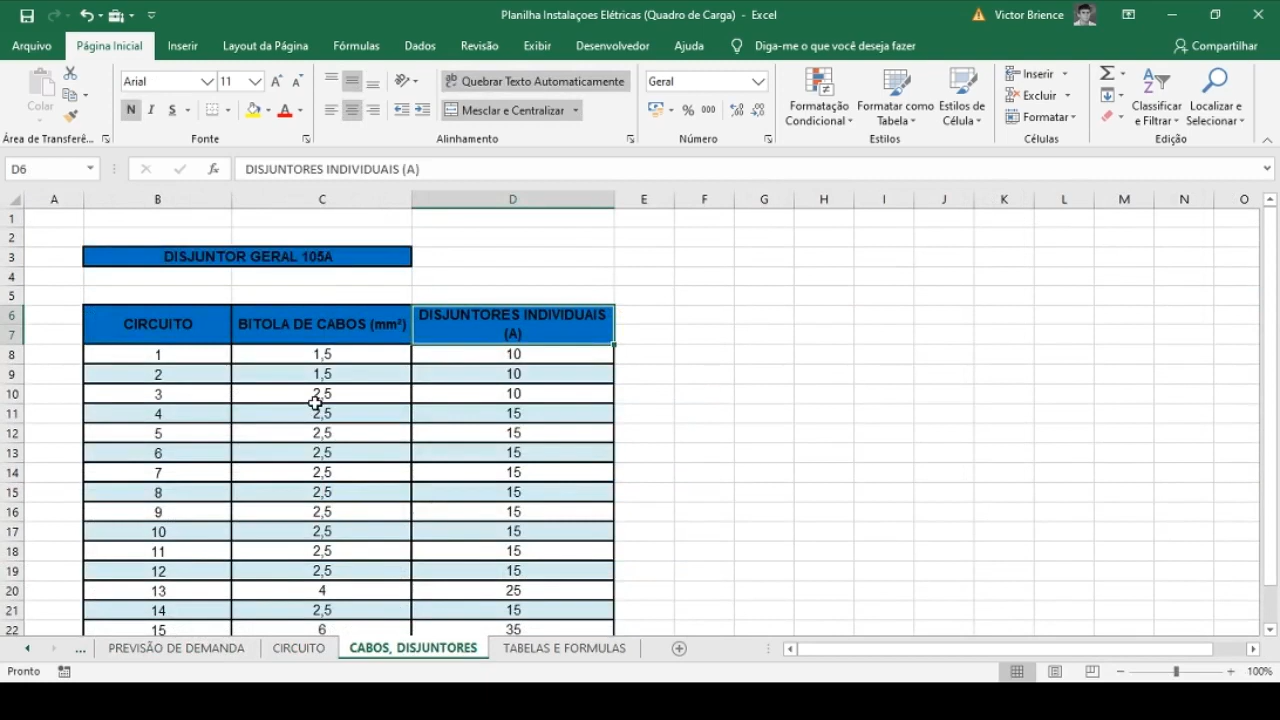 Planilha Instalaçoes Elétricas (Quadro de Carga) - Excel
Victor Brience
Arquivo Página Inicial Inserir Layout da Página Fórmulas Dados Revisão Exibir Desenvolvedor Ajuda Diga-me o que você deseja fazer Compartilhar
Colar
Área de Transferê...
Arial 11
N I S
Fonte
Quebrar Texto Automaticamente
Mesclar e Centralizar
Alinhamento
Geral
% 000
Número
Formatação Condicional
Formatar como Tabela
Estilos de Célula
Estilos
Inserir
Excluir
Formatar
Células
Classificar e Filtrar
Localizar e Selecionar
Edição
D6 fx DISJUNTORES INDIVIDUAIS (A)
A B C D E F G H I J K L M N O
1
2
3 DISJUNTOR GERAL 105A
4
5
6 CIRCUITO BITOLA DE CABOS (mm²) DISJUNTORES INDIVIDUAIS
7 (A)
8 1 1,5 10
9 2 1,5 10
10 3 2,5 10
11 4 2,5 15
12 5 2,5 15
13 6 2,5 15
14 7 2,5 15
15 8 2,5 15
16 9 2,5 15
17 10 2,5 15
18 11 2,5 15
19 12 2,5 15
20 13 4 25
21 14 2,5 15
22 15 6 35
... PREVISÃO DE DEMANDA CIRCUITO CABOS, DISJUNTORES TABELAS E FORMULAS
Pronto 100%